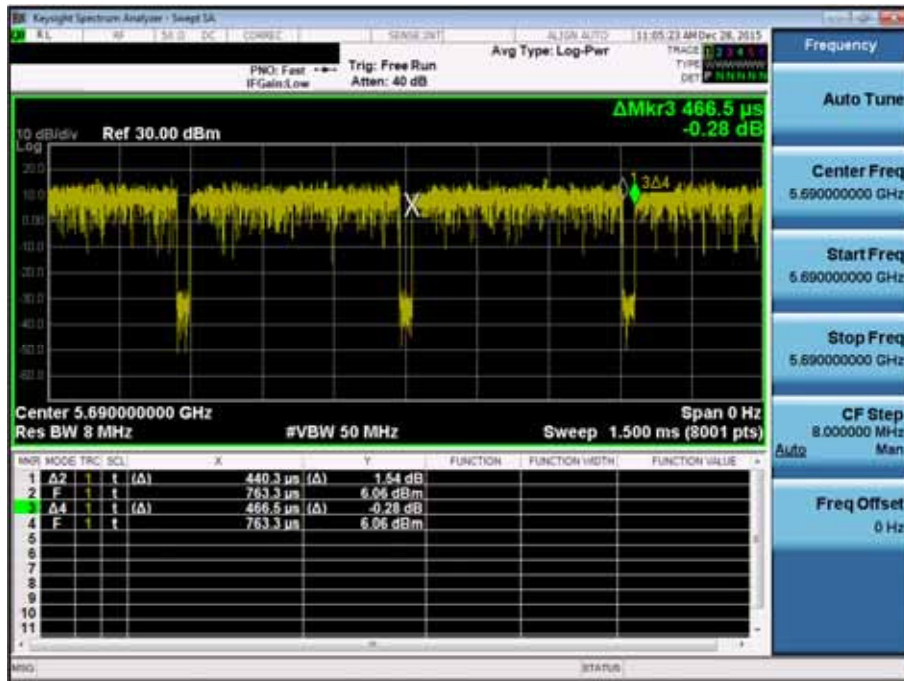 Keysight Spectrum Analyzer - Swept SA
RL RF 50 Ω DC CORREC SENSE:INT ALIGN AUTO 11:05:23 AM Dec 28, 2015
Frequency
Avg Type: Log-Pwr
TRACE 1 2 3 4 5 6
PNO: Fast Trig: Free Run
TYPE
IFGain:Low Atten: 40 dB
DET P N N N N N
Auto Tune
ΔMkr3 466.5 µs
-0.28 dB
10 dB/div Ref 30.00 dBm
Log
20.0
10.0
0.00
-10.0
-20.0
-30.0
-40.0
-50.0
-60.0
1 3Δ4
Center Freq
5.690000000 GHz
Start Freq
5.690000000 GHz
Stop Freq
5.690000000 GHz
Center 5.690000000 GHz Span 0 Hz
Res BW 8 MHz #VBW 50 MHz Sweep 1.500 ms (8001 pts)
CF Step
8.000000 MHz
Auto Man
Freq Offset
0 Hz
MKR MODE TRC SCL X Y FUNCTION FUNCTION WIDTH FUNCTION VALUE
1 Δ2 1 t (Δ) 440.3 µs (Δ) 1.54 dB
2 F 1 t 763.3 µs 6.06 dBm
3 Δ4 1 t (Δ) 466.5 µs (Δ) -0.28 dB
4 F 1 t 763.3 µs 6.06 dBm
5
6
7
8
9
10
11
MSG STATUS